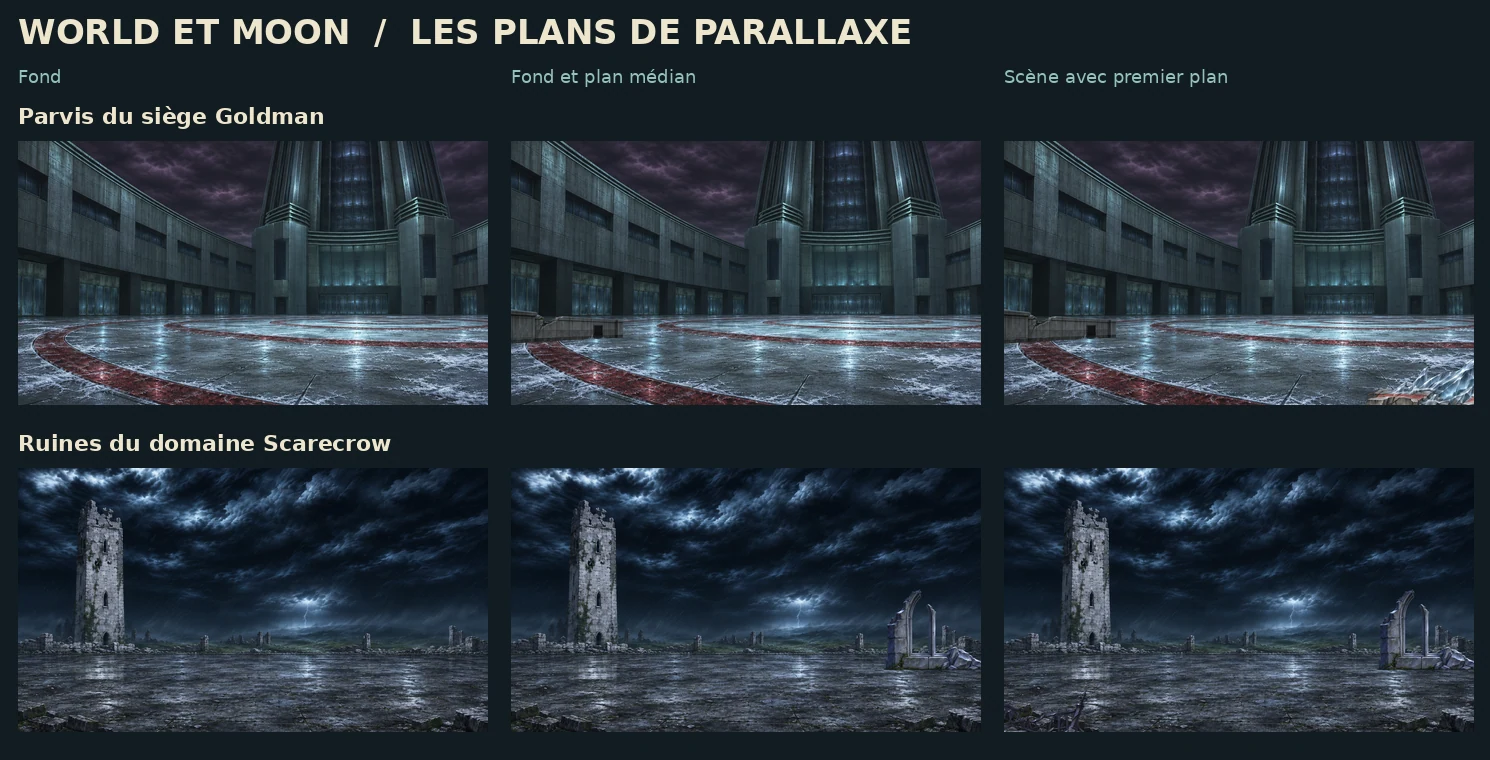 WORLD ET MOON / LES PLANS DE PARALLAXE
Fond
Fond et plan médian
Scène avec premier plan
Parvis du siège Goldman
Ruines du domaine Scarecrow